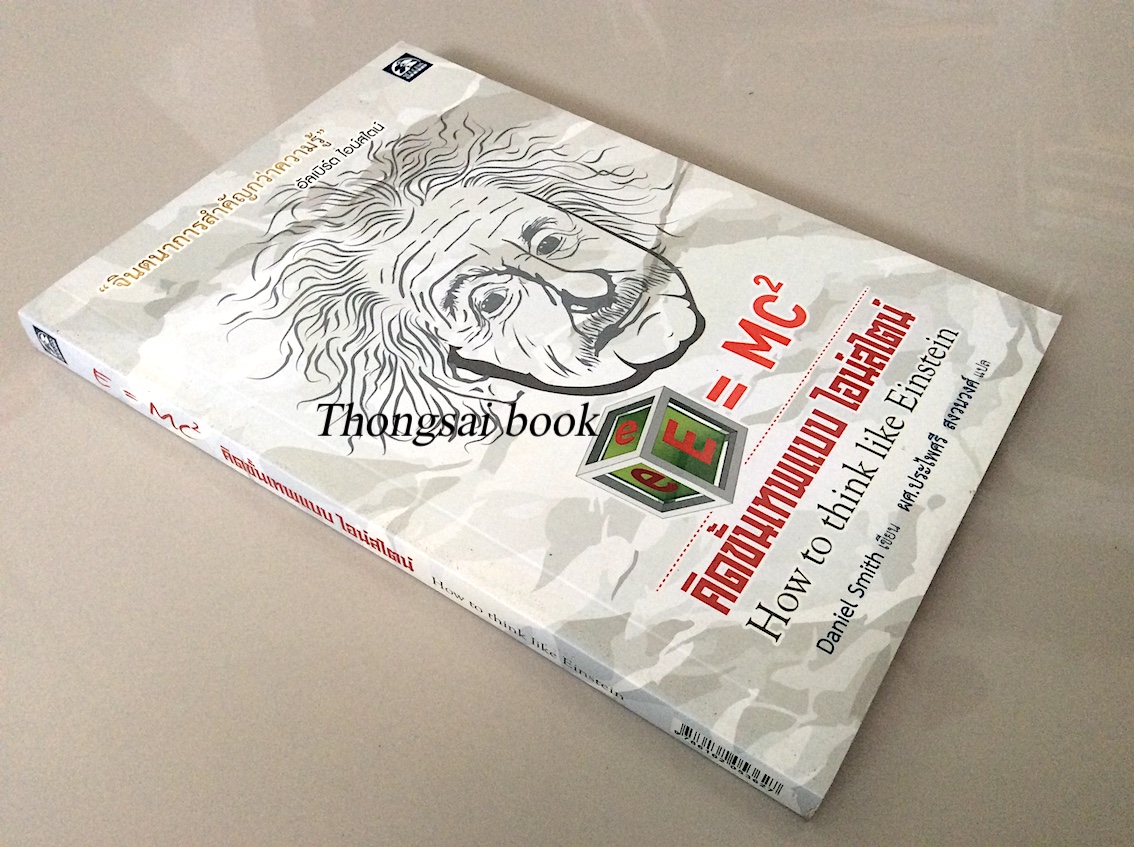 “จินตนาการสำคัญกว่าความรู้”
อัลเบิร์ต ไอน์สไตน์
e E e = MC²
คิดขั้นเทพแบบ ไอน์สไตน์
How to think like Einstein
Daniel Smith เขียน ผศ.ประไพศรี สงวนวงศ์ แปล
Thongsai book
E = MC² คิดขั้นเทพแบบ ไอน์สไตน์ How to think like Einstein